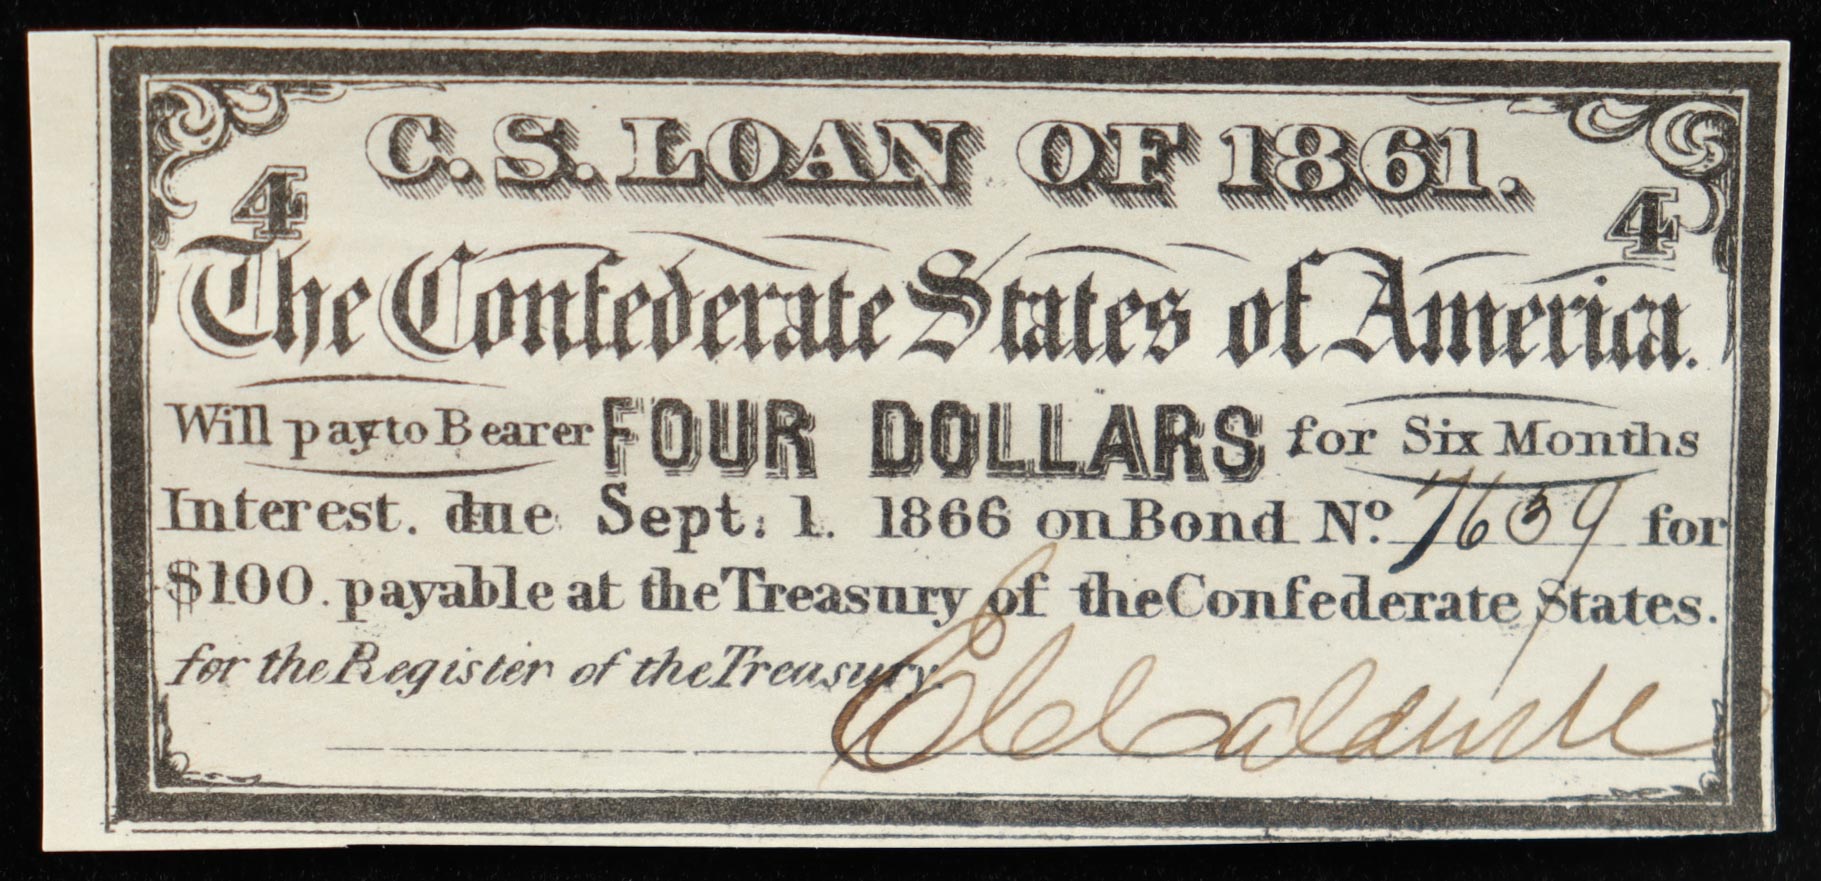 C. S. LOAN OF 1861.
4
4
The Confederate States of America.
Will pay to Bearer FOUR DOLLARS for Six Months
Interest. due Sept. 1. 1866 on Bond No. 7639 for
$100. payable at the Treasury of the Confederate States.
for the Register of the Treasury.